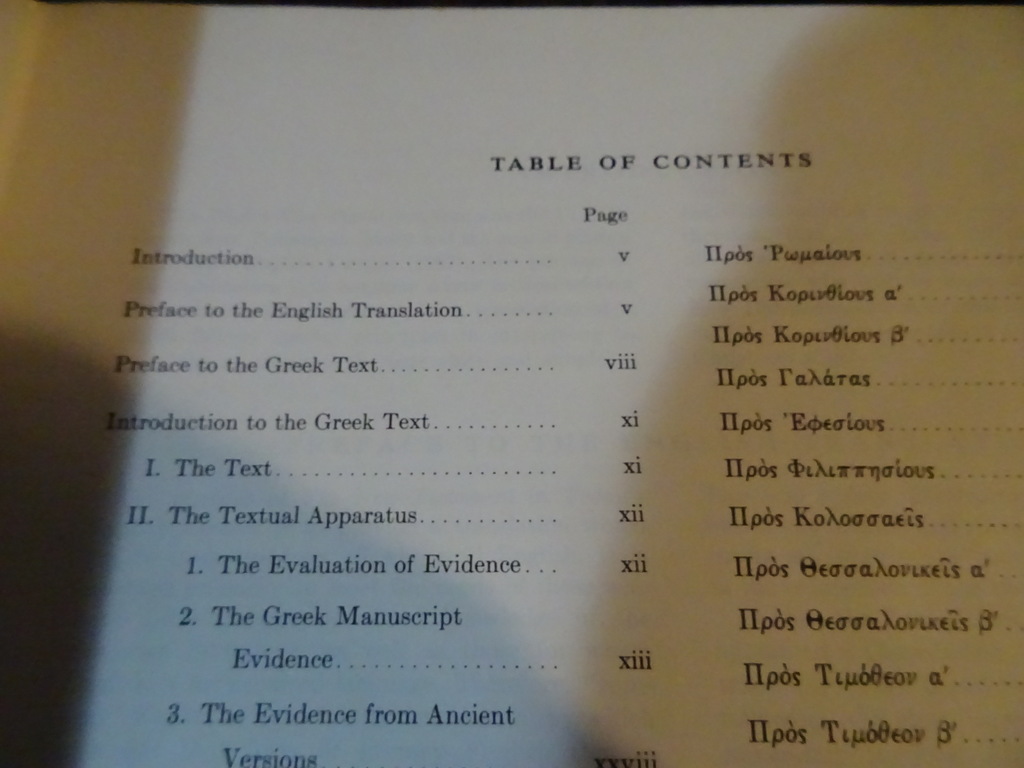 TABLE OF CONTENTS
Page
Introduction............................ v
Preface to the English Translation........ v
Preface to the Greek Text............... viii
Introduction to the Greek Text........... xi
I. The Text......................... xi
II. The Textual Apparatus............ xii
1. The Evaluation of Evidence... xii
2. The Greek Manuscript
Evidence.................. xiii
3. The Evidence from Ancient
Versions.................. xxviii
Πρὸς Ῥωμαίους
Πρὸς Κορινθίους α′
Πρὸς Κορινθίους β′
Πρὸς Γαλάτας
Πρὸς Ἐφεσίους
Πρὸς Φιλιππησίους
Πρὸς Κολοσσαεῖς
Πρὸς Θεσσαλονικεῖς α′
Πρὸς Θεσσαλονικεῖς β′
Πρὸς Τιμόθεον α′
Πρὸς Τιμόθεον β′